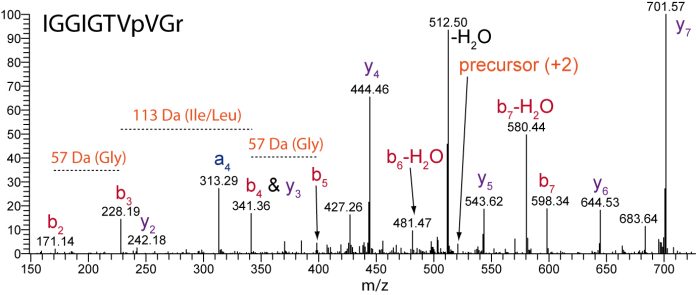 IGGIGTVpVGr
701.57
y7
512.50
-H2O
precursor (+2)
y4
444.46
113 Da (Ile/Leu)
57 Da (Gly)
57 Da (Gly)
b7-H2O
580.44
a4
313.29
b4 & y3
341.36
b5
b6-H2O
481.47
b3
228.19
b2
171.14
y2
242.18
427.26
y5
543.62
b7
598.34
y6
644.53
683.64
100
90
80
70
60
50
40
30
20
10
0
150 200 250 300 350 400 450 500 550 600 650 700
m/z